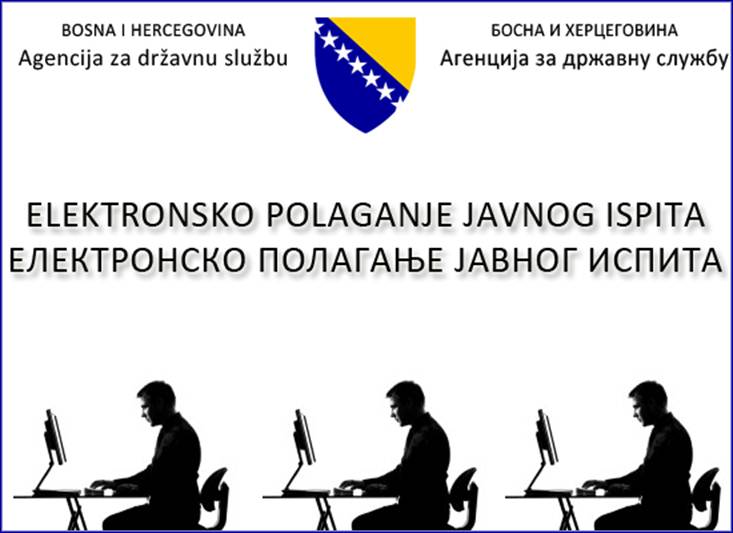 BOSNA I HERCEGOVINA
Agencija za državnu službu
БОСНА И ХЕРЦЕГОВИНА
Агенција за државну службу
ELEKTRONSKO POLAGANJE JAVNOG ISPITA
ЕЛЕКТРОНСКО ПОЛАГАЊЕ ЈАВНОГ ИСПИТА